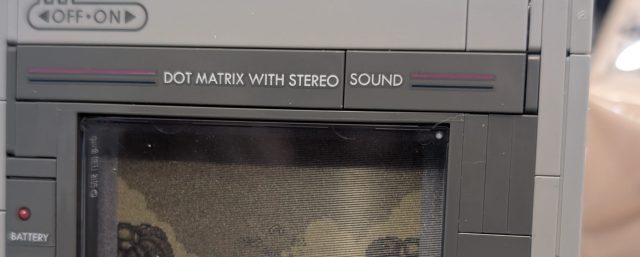 OFF•ON
DOT MATRIX WITH STEREO SOUND
BATTERY